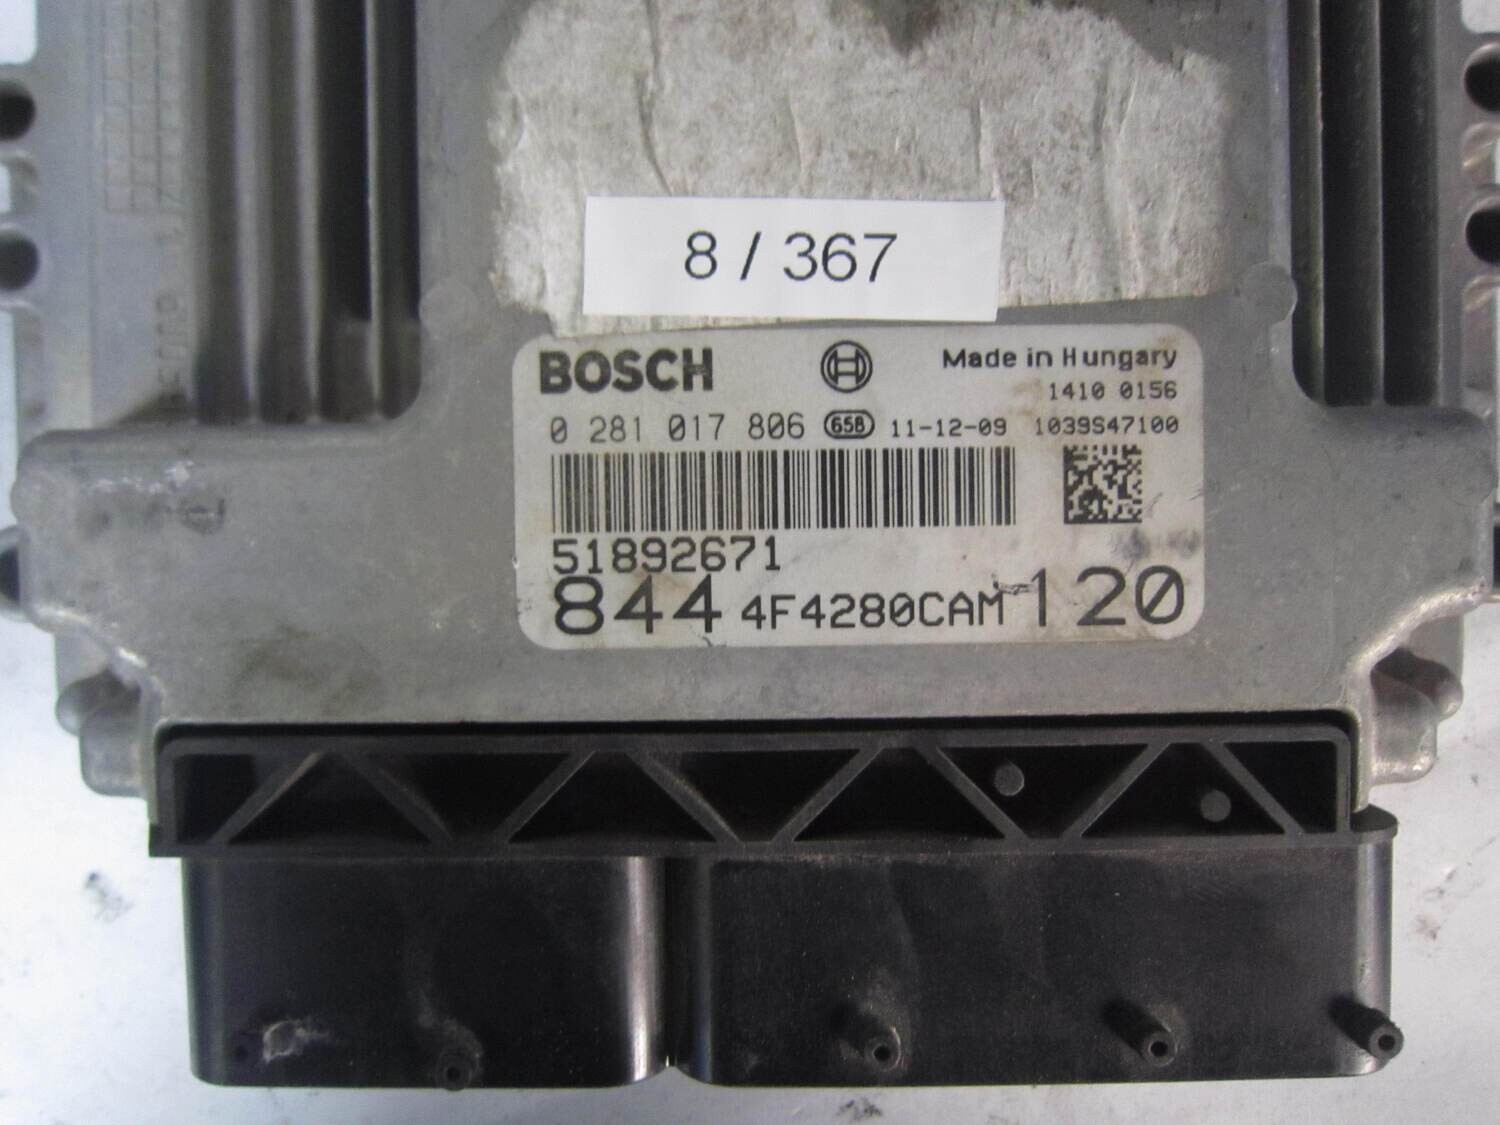 8 / 367
BOSCH Made in Hungary
1410 0156
0 281 017 806 658 11-12-09 1039S47100
51892671
844 4F4280CAM 120